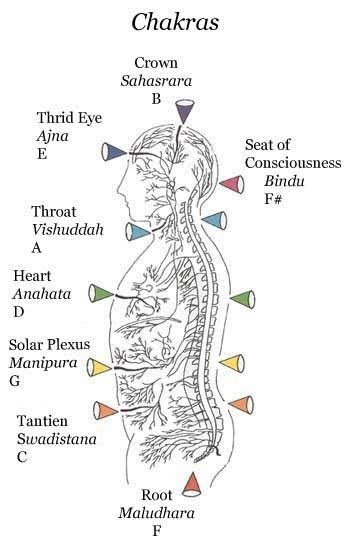 Chakras
Crown
Sahasrara
B
Thrid Eye
Ajna
E
Seat of
Consciousness
Bindu
F#
Throat
Vishuddah
A
Heart
Anahata
D
Solar Plexus
Manipura
G
Tantien
Swadistana
C
Root
Maludhara
F